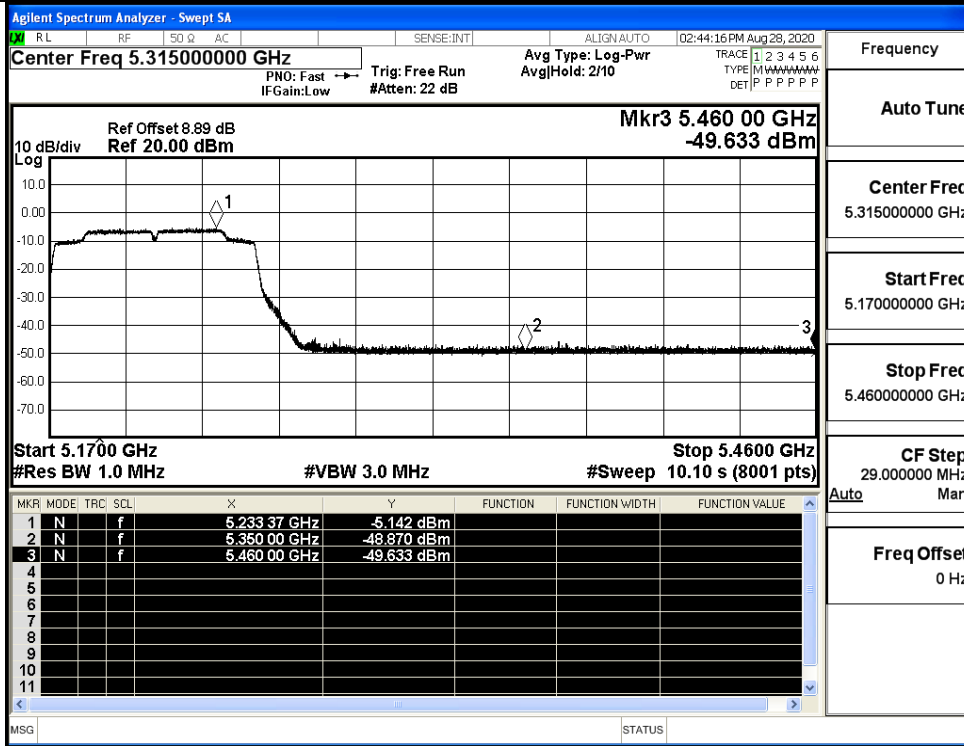 Agilent Spectrum Analyzer - Swept SA
LXI RL RF 50 Ω AC SENSE:INT ALIGN AUTO 02:44:16 PM Aug 28, 2020
Center Freq 5.315000000 GHz
PNO: Fast
IFGain:Low
Trig: Free Run
#Atten: 22 dB
Avg Type: Log-Pwr
Avg|Hold: 2/10
TRACE 1 2 3 4 5 6
TYPE M WWWWW
DET P P P P P P
Mkr3 5.460 00 GHz
-49.633 dBm
Ref Offset 8.89 dB
10 dB/div Ref 20.00 dBm
Log
10.0
0.00
-10.0
-20.0
-30.0
-40.0
-50.0
-60.0
-70.0
1
2
3
Start 5.1700 GHz Stop 5.4600 GHz
#Res BW 1.0 MHz #VBW 3.0 MHz #Sweep 10.10 s (8001 pts)
MKR MODE TRC SCL X Y FUNCTION FUNCTION WIDTH FUNCTION VALUE
1 N f 5.233 37 GHz -5.142 dBm
2 N f 5.350 00 GHz -48.870 dBm
3 N f 5.460 00 GHz -49.633 dBm
4
5
6
7
8
9
10
11
MSG STATUS
Frequency
Auto Tune
Center Freq
5.315000000 GHz
Start Freq
5.170000000 GHz
Stop Freq
5.460000000 GHz
CF Step
29.000000 MHz
Auto Man
Freq Offset
0 Hz